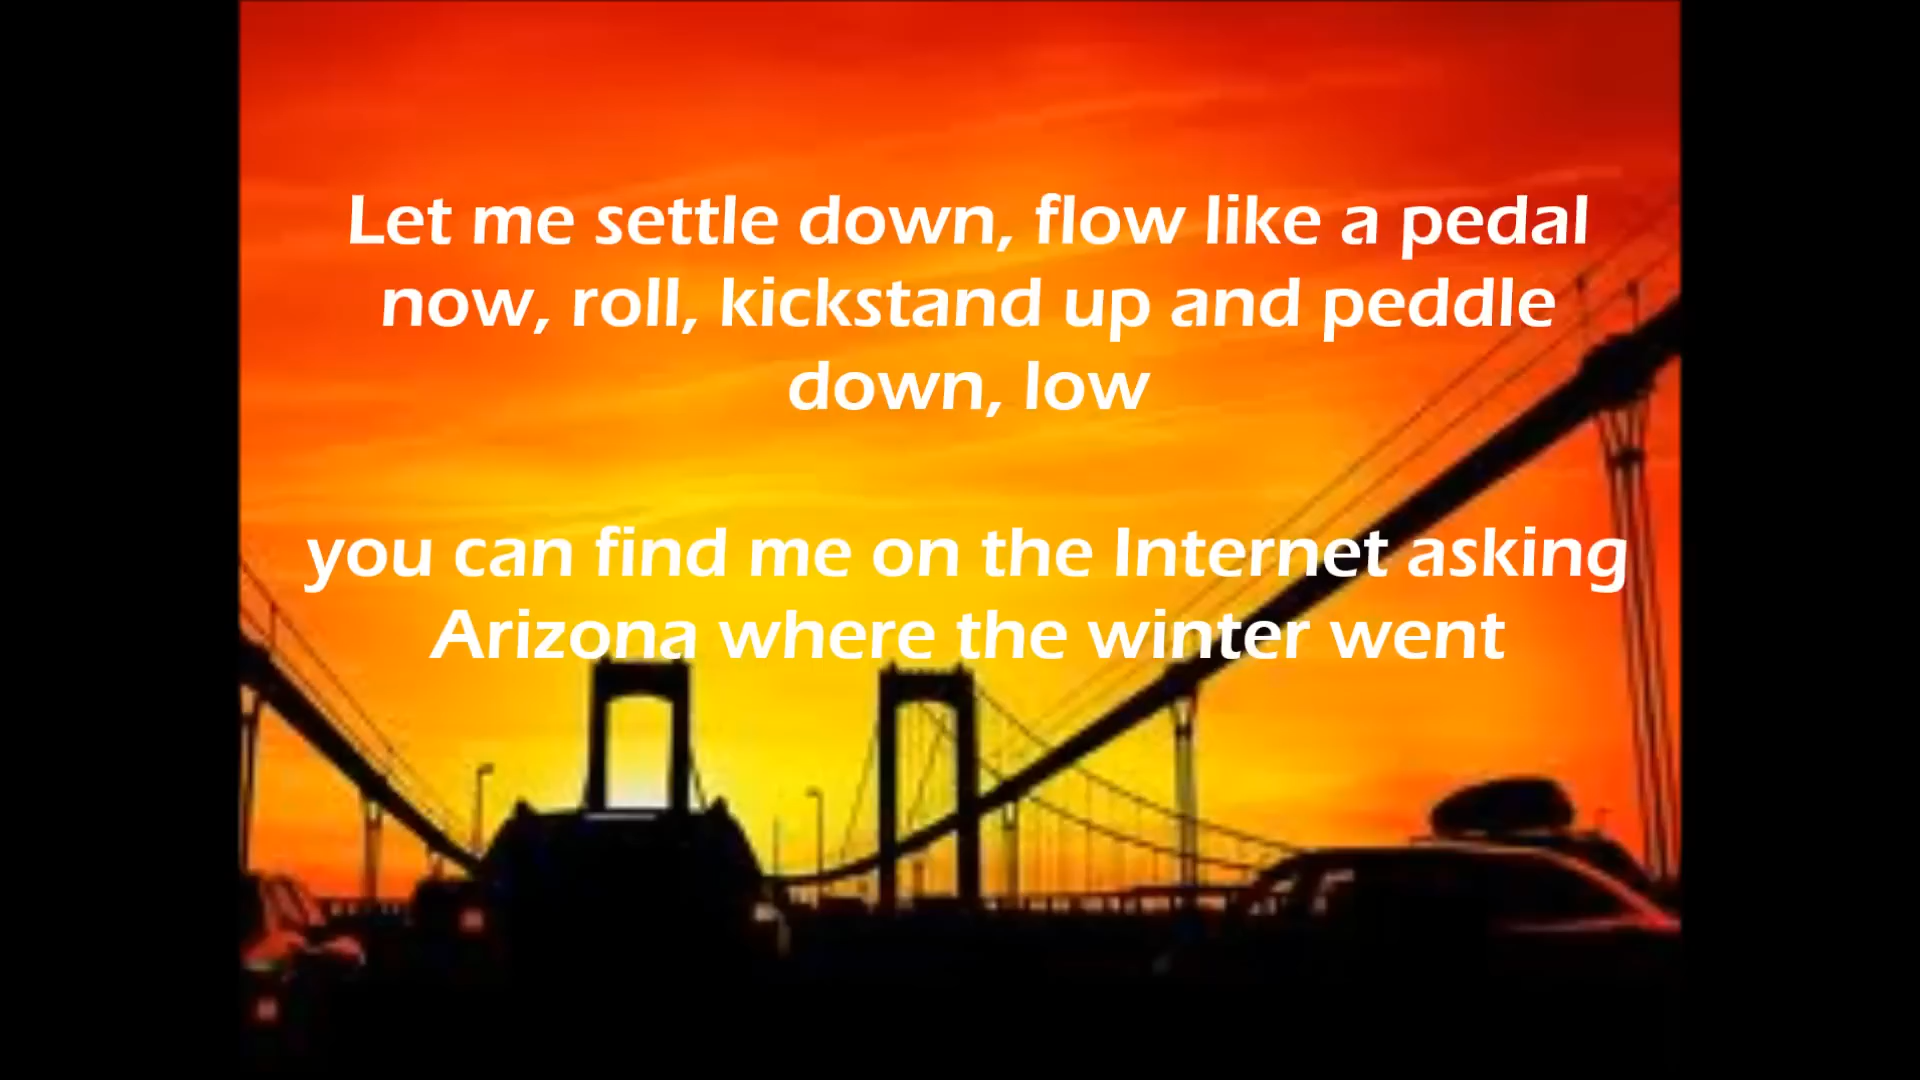 Let me settle down, flow like a pedal
now, roll, kickstand up and peddle
down, low
you can find me on the Internet asking
Arizona where the winter went